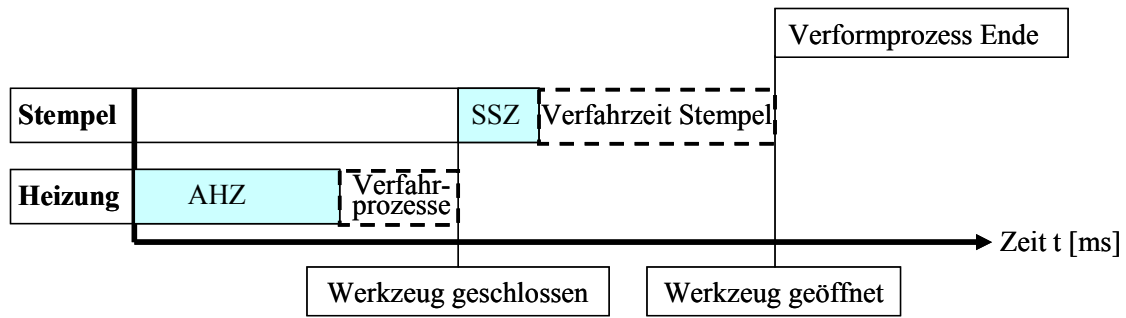 Verformprozess Ende
Stempel
SSZ
Verfahrzeit Stempel
Heizung
AHZ
Verfahr-
prozesse
Zeit t [ms]
Werkzeug geschlossen
Werkzeug geöffnet